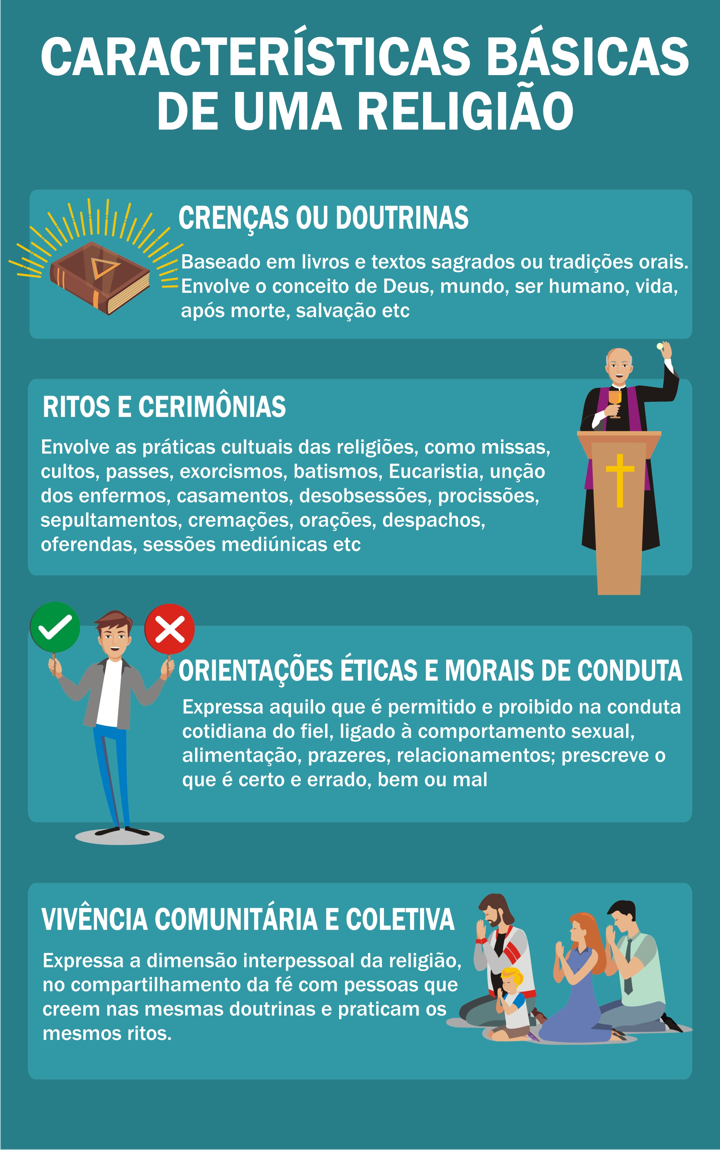 CARACTERÍSTICAS BÁSICAS
DE UMA RELIGIÃO
CRENÇAS OU DOUTRINAS
Baseado em livros e textos sagrados ou tradições orais.
Envolve o conceito de Deus, mundo, ser humano, vida,
após morte, salvação etc
RITOS E CERIMÔNIAS
Envolve as práticas cultuais das religiões, como missas,
cultos, passes, exorcismos, batismos, Eucaristia, unção
dos enfermos, casamentos, desobsessões, procissões,
sepultamentos, cremações, orações, despachos,
oferendas, sessões mediúnicas etc
ORIENTAÇÕES ÉTICAS E MORAIS DE CONDUTA
Expressa aquilo que é permitido e proibido na conduta
cotidiana do fiel, ligado à comportamento sexual,
alimentação, prazeres, relacionamentos; prescreve o
que é certo e errado, bem ou mal
VIVÊNCIA COMUNITÁRIA E COLETIVA
Expressa a dimensão interpessoal da religião,
no compartilhamento da fé com pessoas que
creem nas mesmas doutrinas e praticam os
mesmos ritos.